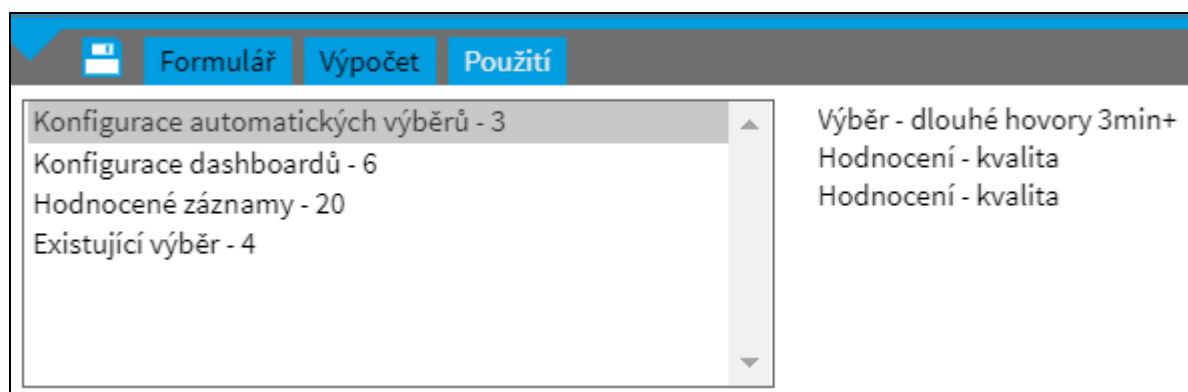 Formulář Výpočet Použití
Konfigurace automatických výběrů - 3
Konfigurace dashboardů - 6
Hodnocené záznamy - 20
Existující výběr - 4
Výběr - dlouhé hovory 3min+
Hodnocení - kvalita
Hodnocení - kvalita